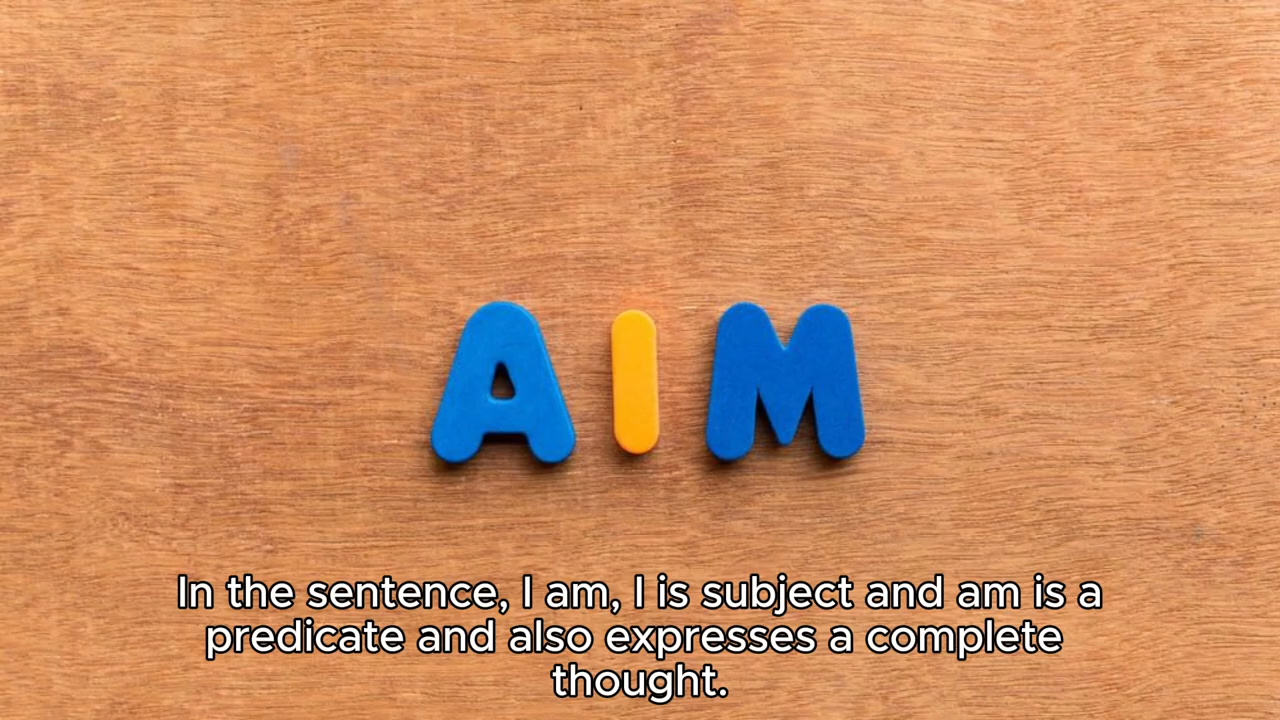 AIM
In the sentence, I am, I is subject and am is a
predicate and also expresses a complete
thought.